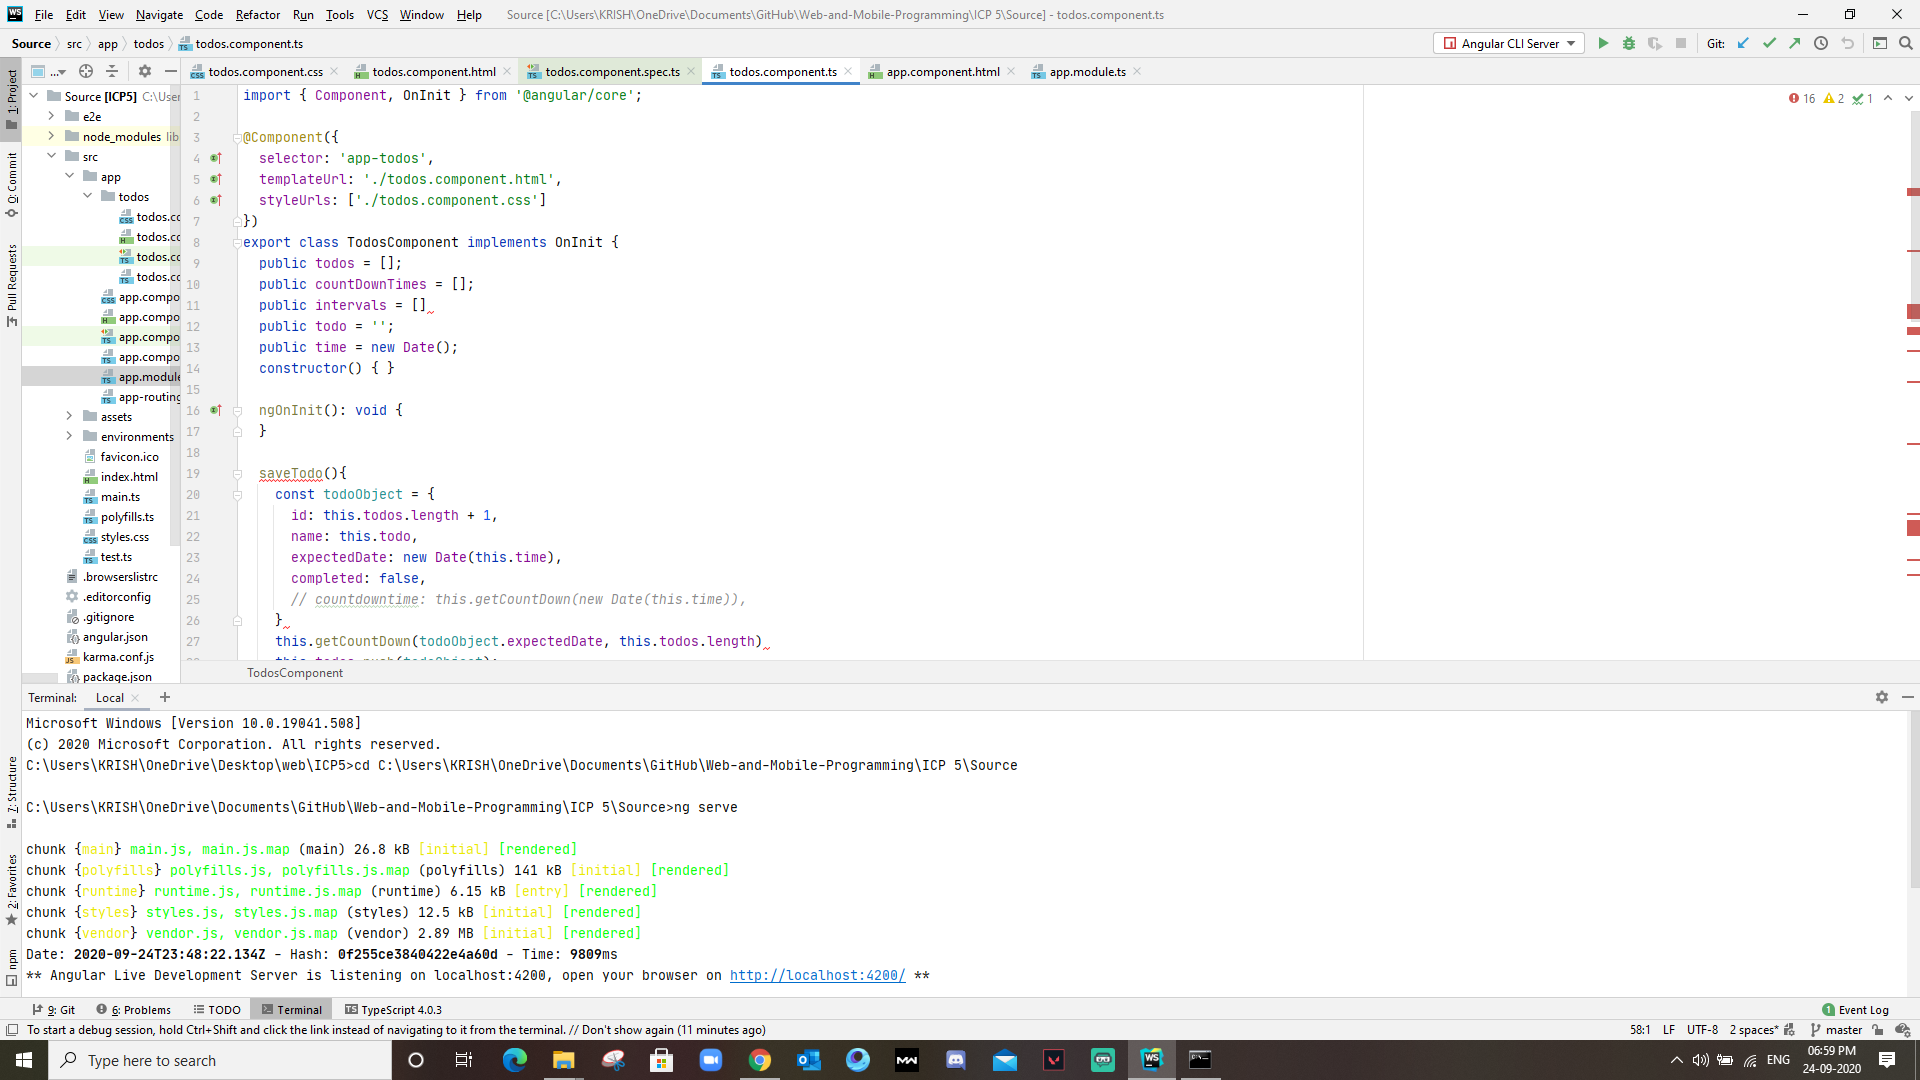 File Edit View Navigate Code Refactor Run Tools VCS Window Help Source [C:\Users\KRISH\OneDrive\Documents\GitHub\Web-and-Mobile-Programming\ICP 5\Source] - todos.component.ts
Source src app todos todos.component.ts
Angular CLI Server
Git:
todos.component.css todos.component.html todos.component.spec.ts todos.component.ts app.component.html app.module.ts
1: Project
0: Commit
Pull Requests
7: Structure
2: Favorites
npm
Source [ICP5] C:\User
e2e
node_modules lib
src
app
todos
todos.co
todos.co
todos.co
todos.co
app.compo
app.compo
app.compo
app.compo
app.module
app-routing
assets
environments
favicon.ico
index.html
main.ts
polyfills.ts
styles.css
test.ts
.browserslistrc
.editorconfig
.gitignore
angular.json
karma.conf.js
package.json
16 2 1
1 import { Component, OnInit } from '@angular/core';
2
3 @Component({
4 selector: 'app-todos',
5 templateUrl: './todos.component.html',
6 styleUrls: ['./todos.component.css']
7 })
8 export class TodosComponent implements OnInit {
9 public todos = [];
10 public countDownTimes = [];
11 public intervals = []
12 public todo = '';
13 public time = new Date();
14 constructor() { }
15
16 ngOnInit(): void {
17 }
18
19 saveTodo(){
20 const todoObject = {
21 id: this.todos.length + 1,
22 name: this.todo,
23 expectedDate: new Date(this.time),
24 completed: false,
25 // countdowntime: this.getCountDown(new Date(this.time)),
26 }
27 this.getCountDown(todoObject.expectedDate, this.todos.length)
28 this.todos.push(todoObject);
TodosComponent
Terminal: Local
Microsoft Windows [Version 10.0.19041.508]
(c) 2020 Microsoft Corporation. All rights reserved.
C:\Users\KRISH\OneDrive\Desktop\web\ICP5>cd C:\Users\KRISH\OneDrive\Documents\GitHub\Web-and-Mobile-Programming\ICP 5\Source
C:\Users\KRISH\OneDrive\Documents\GitHub\Web-and-Mobile-Programming\ICP 5\Source>ng serve
chunk {main} main.js, main.js.map (main) 26.8 kB [initial] [rendered]
chunk {polyfills} polyfills.js, polyfills.js.map (polyfills) 141 kB [initial] [rendered]
chunk {runtime} runtime.js, runtime.js.map (runtime) 6.15 kB [entry] [rendered]
chunk {styles} styles.js, styles.js.map (styles) 12.5 kB [initial] [rendered]
chunk {vendor} vendor.js, vendor.js.map (vendor) 2.89 MB [initial] [rendered]
Date: 2020-09-24T23:48:22.134Z - Hash: 0f255ce3840422e4a60d - Time: 9809ms
** Angular Live Development Server is listening on localhost:4200, open your browser on http://localhost:4200/ **
9: Git 6: Problems TODO Terminal TypeScript 4.0.3 1 Event Log
To start a debug session, hold Ctrl+Shift and click the link instead of navigating to it from the terminal. // Don't show again (11 minutes ago) 58:1 LF UTF-8 2 spaces* master
Type here to search
ENG
06:59 PM
24-09-2020